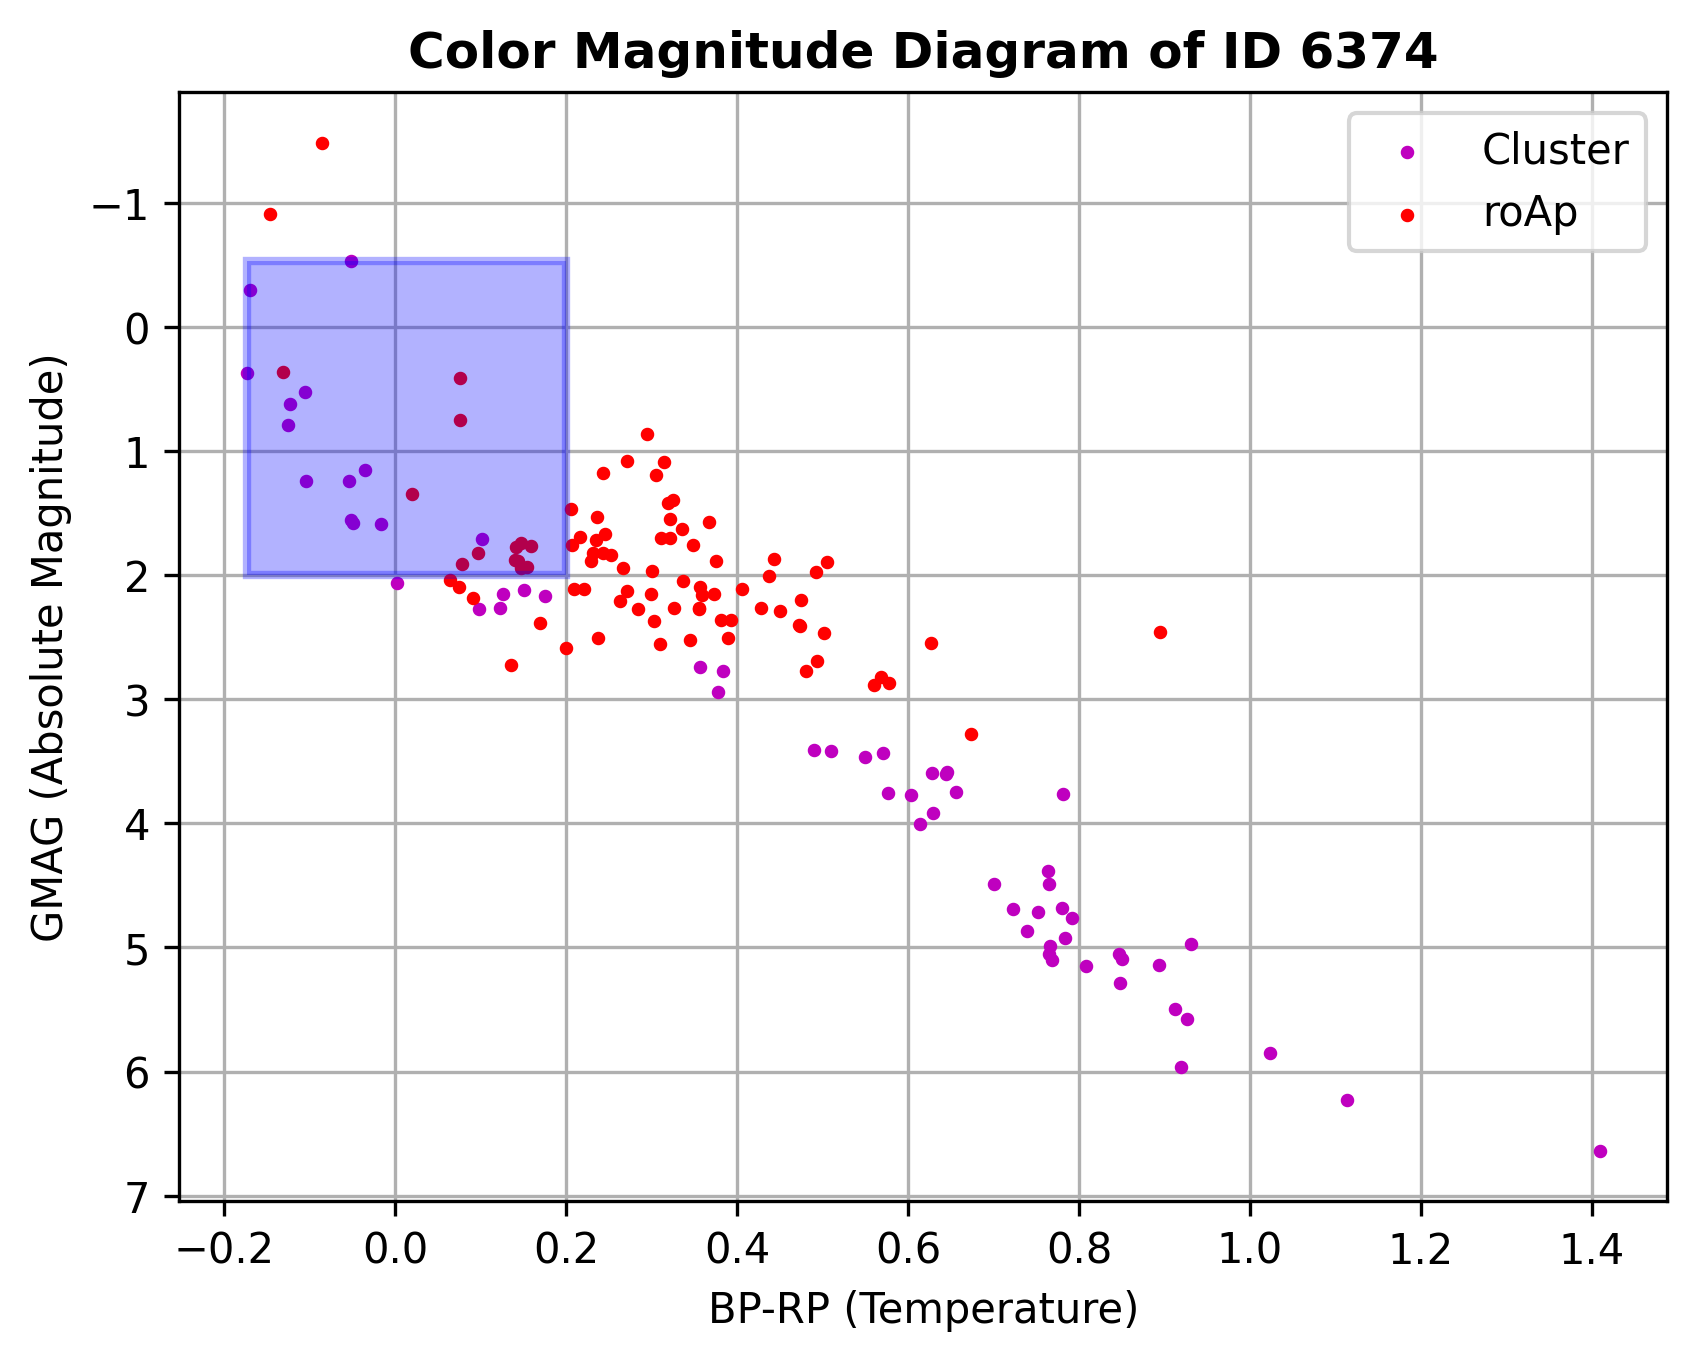 Color Magnitude Diagram of ID 6374
Cluster
roAp
GMAG (Absolute Magnitude)
−1
0
1
2
3
4
5
6
7
−0.2 0.0 0.2 0.4 0.6 0.8 1.0 1.2 1.4
BP-RP (Temperature)